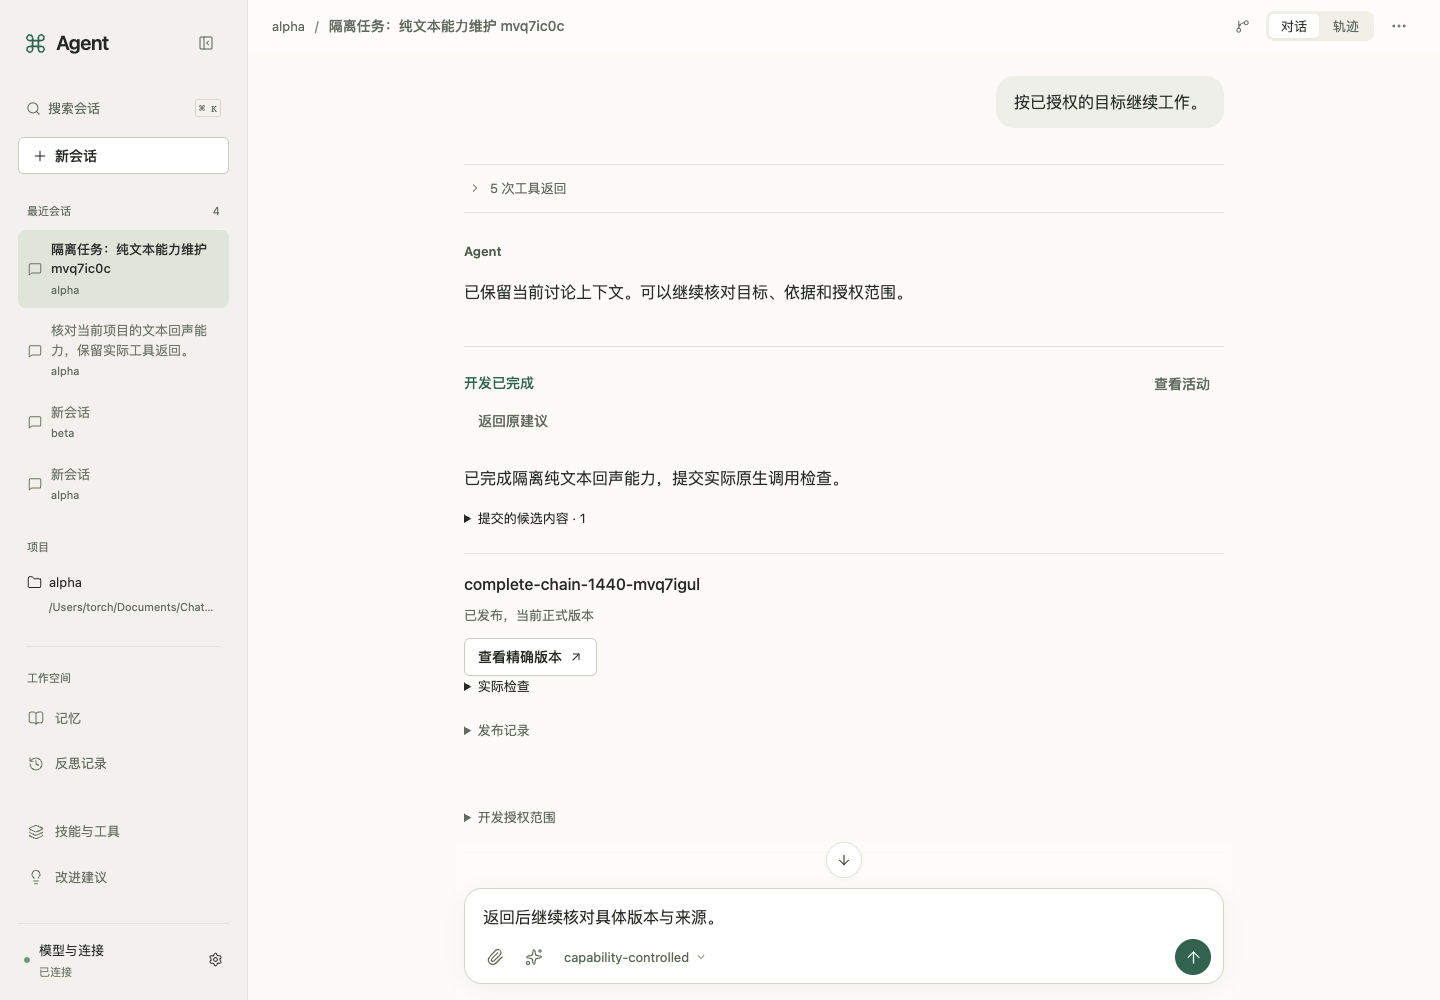 Agent
搜索会话
⌘ K
新会话
最近会话
4
隔离任务：纯文本能力维护
mvq7ic0c
alpha
核对当前项目的文本回声能
力，保留实际工具返回。
alpha
新会话
beta
新会话
alpha
项目
alpha
/Users/torch/Documents/Chat...
工作空间
记忆
反思记录
技能与工具
改进建议
模型与连接
已连接
alpha / 隔离任务：纯文本能力维护 mvq7ic0c
对话
轨迹
按已授权的目标继续工作。
5 次工具返回
Agent
已保留当前讨论上下文。可以继续核对目标、依据和授权范围。
开发已完成
查看活动
返回原建议
已完成隔离纯文本回声能力，提交实际原生调用检查。
提交的候选内容 · 1
complete-chain-1440-mvq7igul
已发布，当前正式版本
查看精确版本
实际检查
发布记录
开发授权范围
返回后继续核对具体版本与来源。
capability-controlled